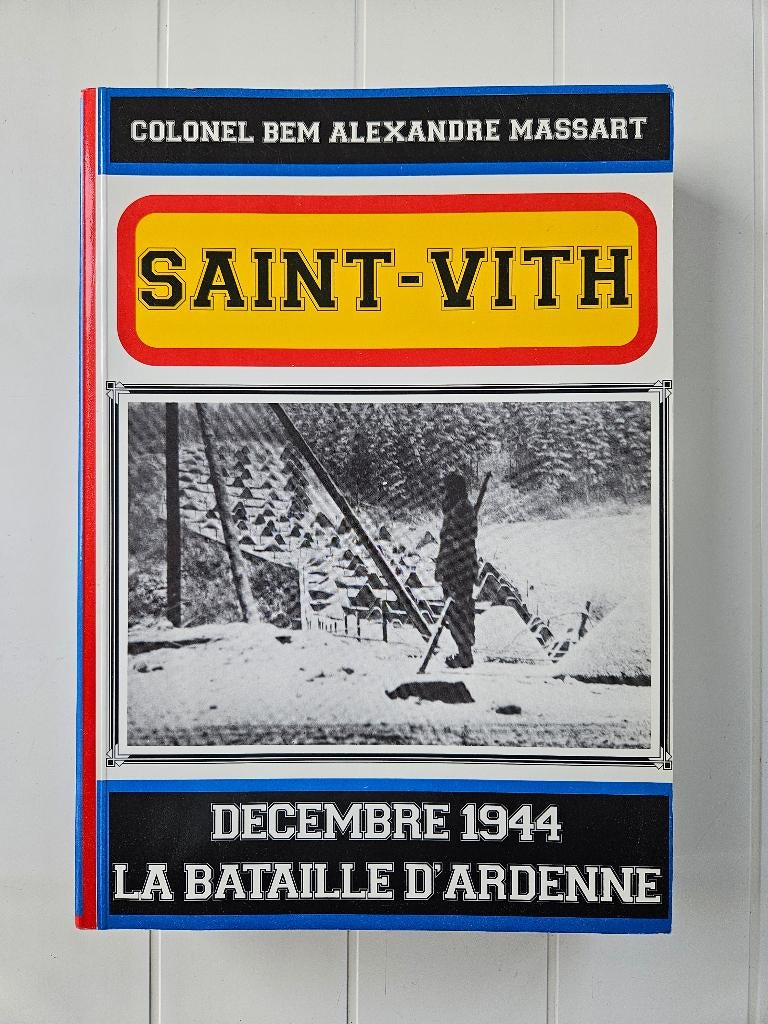 COLONEL BEM ALEXANDRE MASSART
SAINT-VITH
DECEMBRE 1944
LA BATAILLE D'ARDENNE